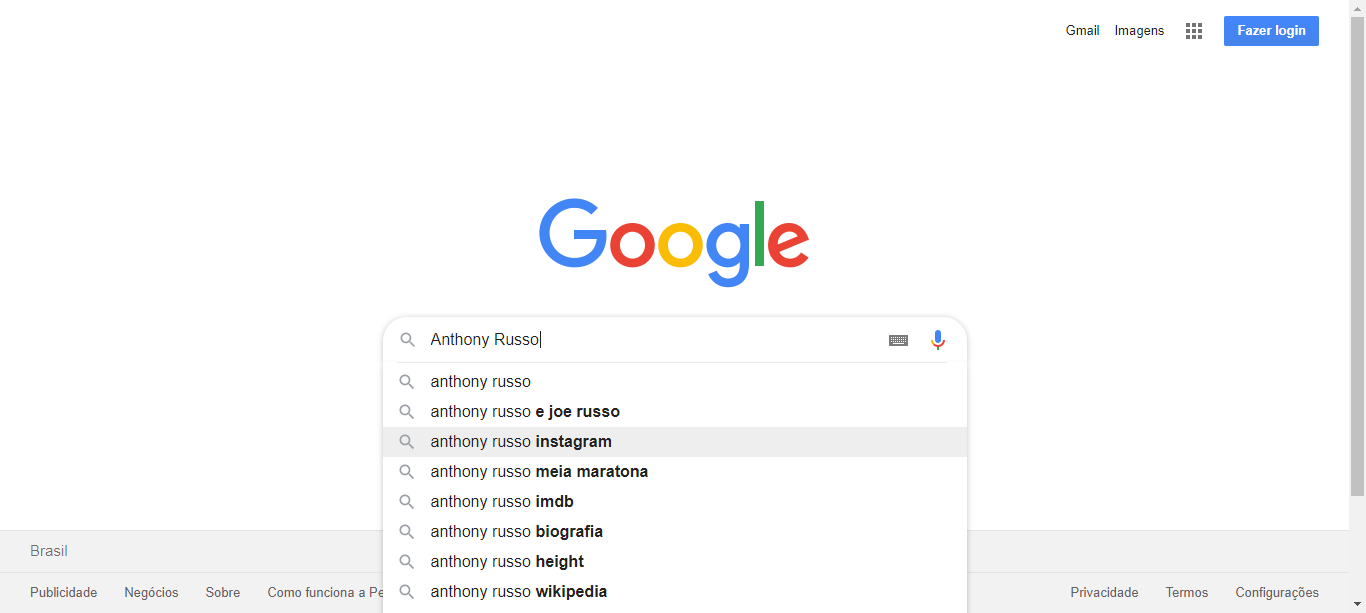 Gmail Imagens Fazer login
Google
Anthony Russo
anthony russo
anthony russo e joe russo
anthony russo instagram
anthony russo meia maratona
anthony russo imdb
anthony russo biografia
anthony russo height
anthony russo wikipedia
Brasil
Publicidade Negócios Sobre Como funciona a Pe
Privacidade Termos Configurações